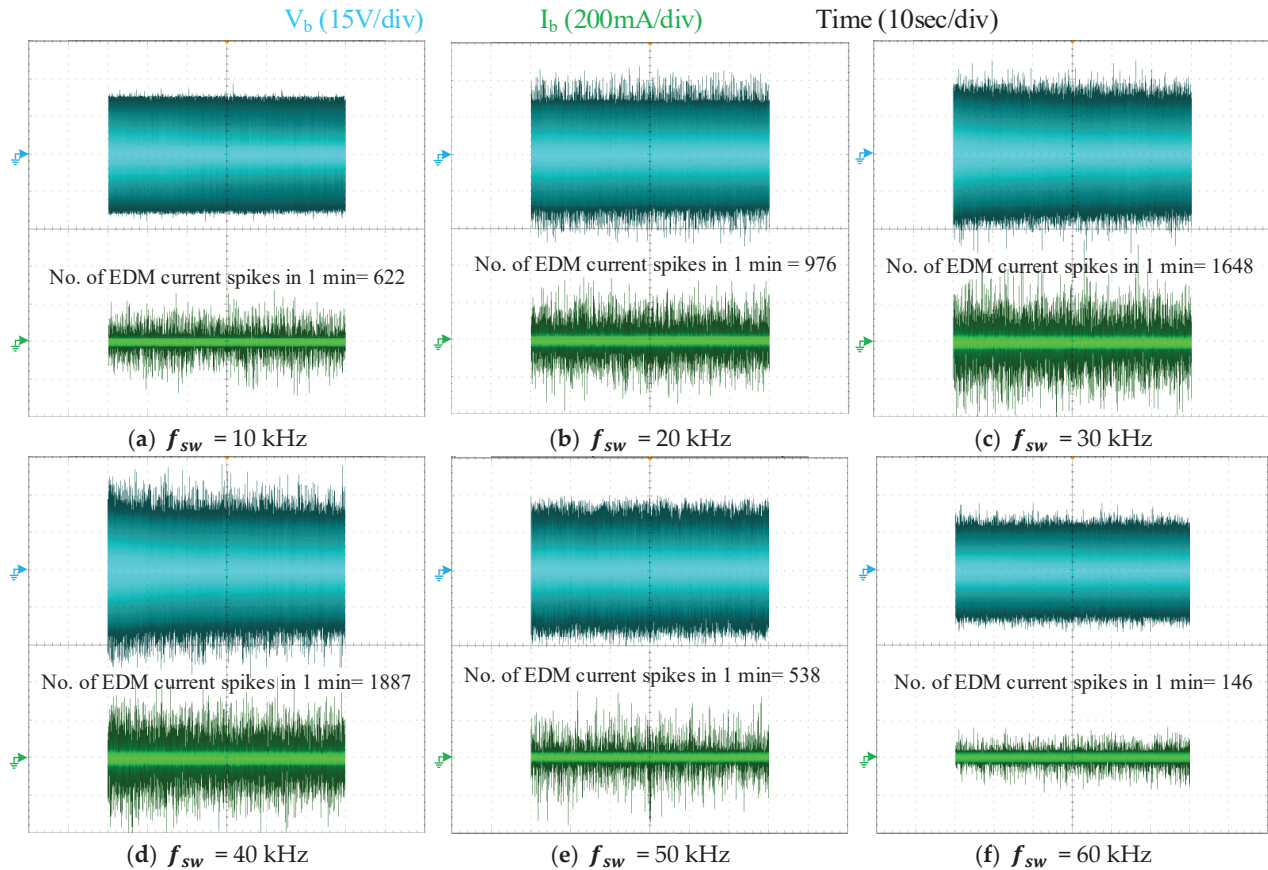 V_b (15V/div) I_b (200mA/div) Time (10sec/div)
No. of EDM current spikes in 1 min= 622
No. of EDM current spikes in 1 min = 976
No. of EDM current spikes in 1 min= 1648
(a) f_sw = 10 kHz
(b) f_sw = 20 kHz
(c) f_sw = 30 kHz
No. of EDM current spikes in 1 min= 1887
No. of EDM current spikes in 1 min= 538
No. of EDM current spikes in 1 min= 146
(d) f_sw = 40 kHz
(e) f_sw = 50 kHz
(f) f_sw = 60 kHz